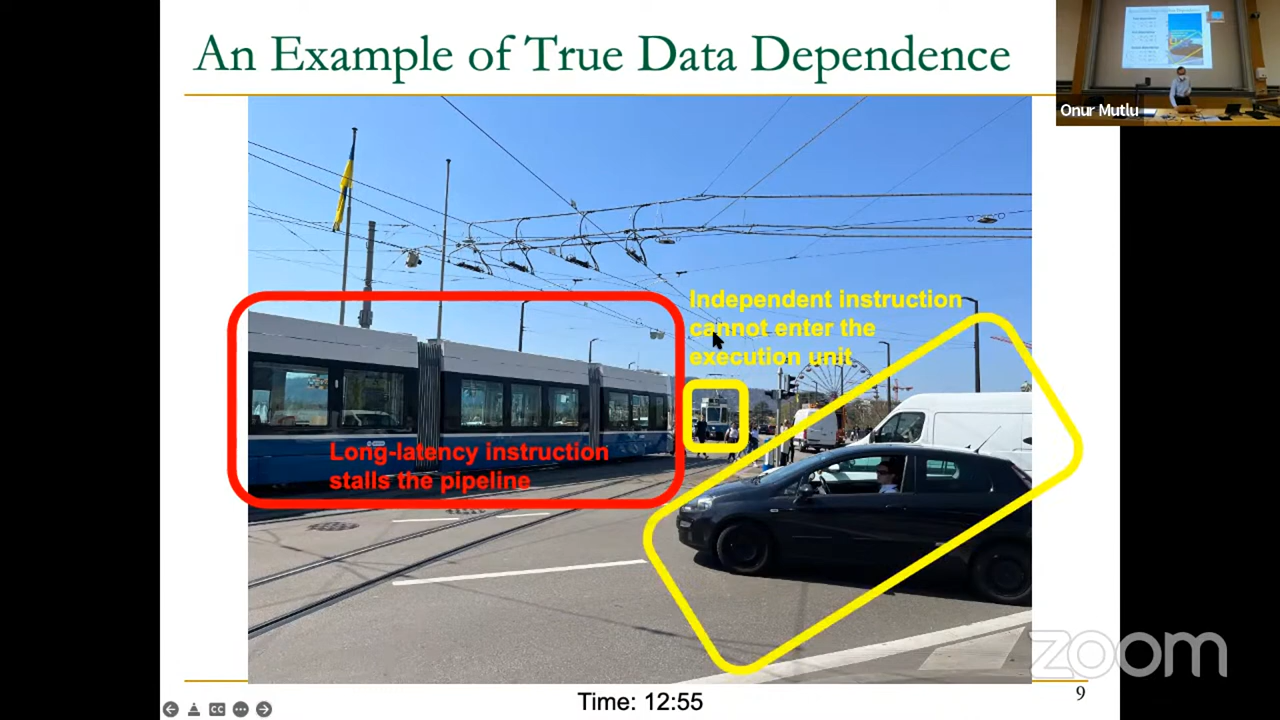 An Example of True Data Dependence
Onur Mutlu
Independent instruction
cannot enter the
execution unit
Long-latency instruction
stalls the pipeline
zoom
Time: 12:55
9
CC